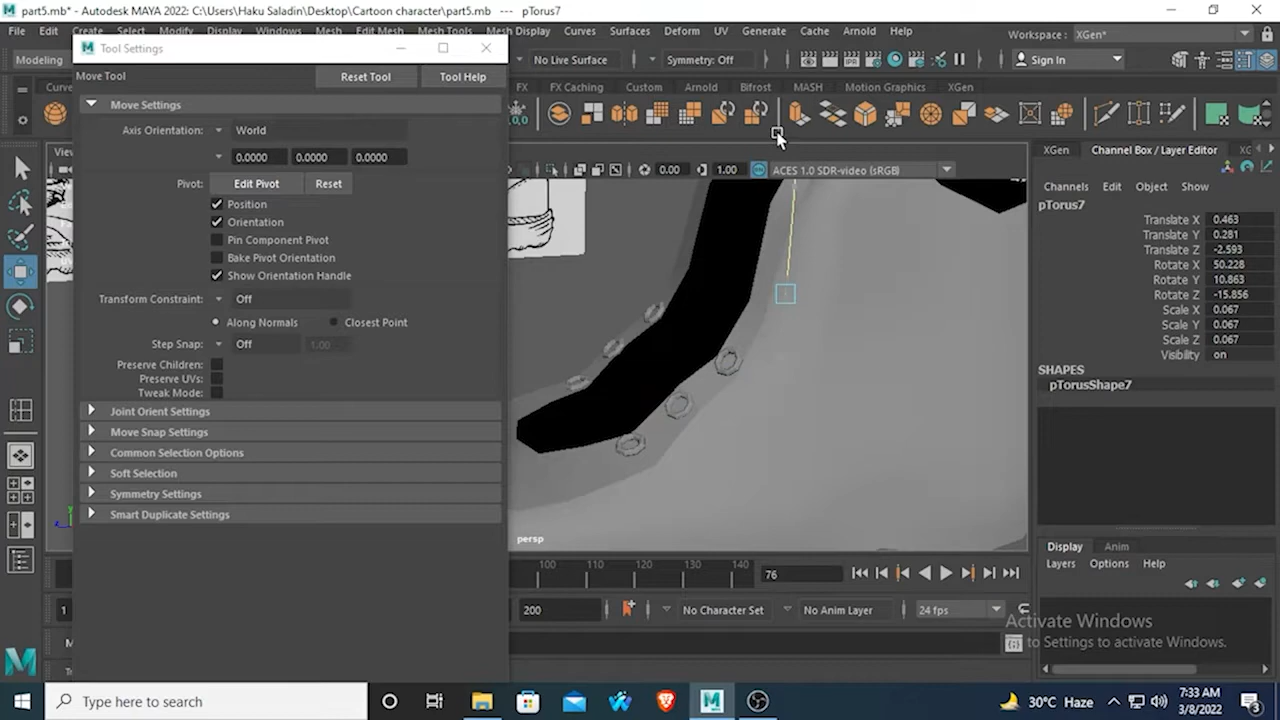 part5.mb* - Autodesk MAYA 2022: C:\Users\Haku Saladin\Desktop\Cartoon character\part5.mb --- pTorus7
File Edit Create Select Modify Display Windows Mesh Edit Mesh Mesh Tools Mesh Display Curves Surfaces Deform UV Generate Cache Arnold Help
Workspace : XGen*
Modeling
Tool Settings
No Live Surface
Symmetry: Off
Sign In
Move Tool
Reset Tool
Tool Help
FX FX Caching Custom Arnold Bifrost MASH Motion Graphics XGen
Move Settings
Axis Orientation: World
0.0000 0.0000 0.0000
Pivot: Edit Pivot Reset
Position
Orientation
Pin Component Pivot
Bake Pivot Orientation
Show Orientation Handle
Transform Constraint: Off
Along Normals Closest Point
Step Snap: Off 1.00
Preserve Children:
Preserve UVs:
Tweak Mode:
Joint Orient Settings
Move Snap Settings
Common Selection Options
Soft Selection
Symmetry Settings
Smart Duplicate Settings
0.00 1.00 ACES 1.0 SDR-video (sRGB)
persp
XGen Channel Box / Layer Editor
Channels Edit Object Show
pTorus7
Translate X 0.463
Translate Y 0.281
Translate Z -2.593
Rotate X 50.228
Rotate Y 10.863
Rotate Z -15.856
Scale X 0.067
Scale Y 0.067
Scale Z 0.067
Visibility on
SHAPES
pTorusShape7
Display Anim
Layers Options Help
100 110 120 130 140
76
1
200
No Character Set
No Anim Layer
24 fps
Activate Windows
to Settings to activate Windows.
Type here to search
30°C Haze
7:33 AM
3/8/2022
3